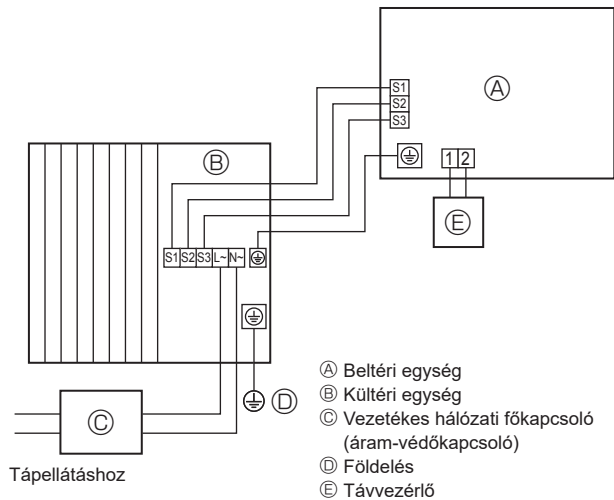 Ⓐ
S1
S2
S3
1 2
Ⓔ
Ⓑ
S1 S2 S3 L~ N~
Ⓓ
Ⓒ
Tápellátáshoz
Ⓐ Beltéri egység
Ⓑ Kültéri egység
Ⓒ Vezetékes hálózati főkapcsoló
(áram-védőkapcsoló)
Ⓓ Földelés
Ⓔ Távvezérlő